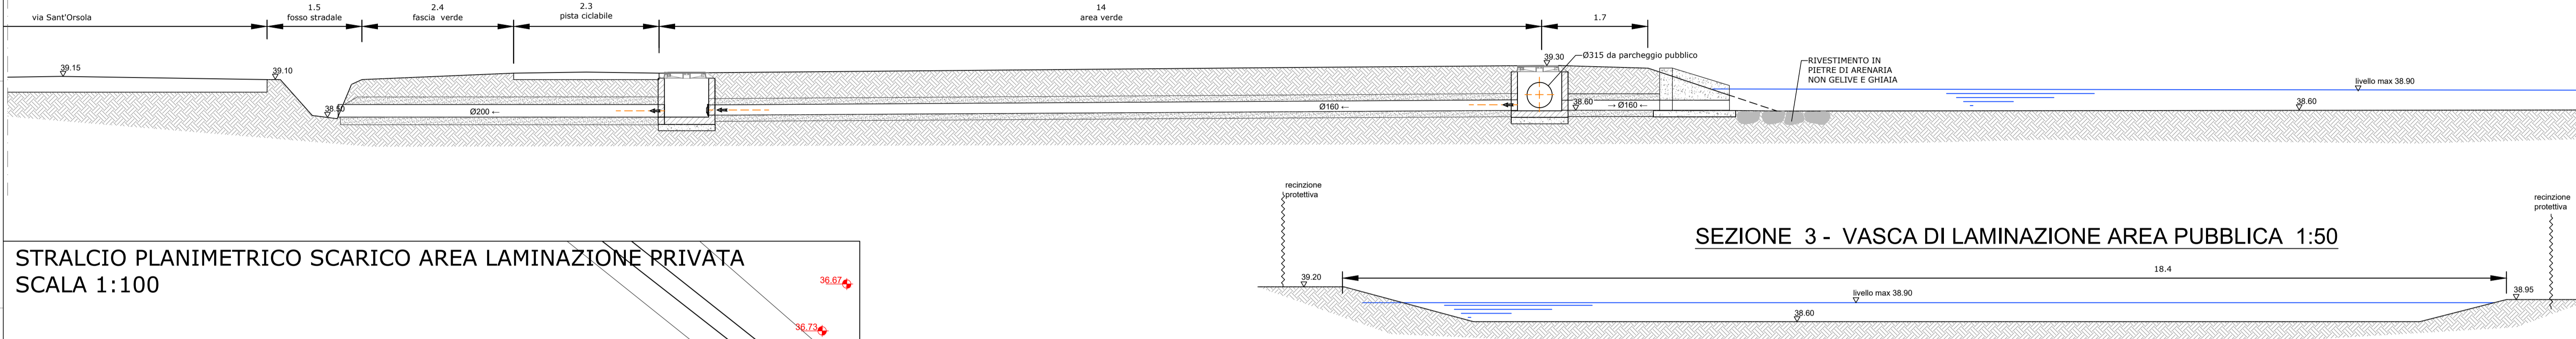 1.5
2.4
2.3
14
1.7
via Sant'Orsola
fosso stradale
fascia verde
pista ciclabile
area verde
39.15
39.10
38.50
Ø200 ←
Ø160 ←
39.30
Ø315 da parcheggio pubblico
38.60
→ Ø160 ←
RIVESTIMENTO IN
PIETRE DI ARENARIA
NON GELIVE E GHIAIA
livello max 38.90
38.60
recinzione
protettiva
recinzione
protettiva
SEZIONE 3 - VASCA DI LAMINAZIONE AREA PUBBLICA 1:50
39.20
18.4
livello max 38.90
38.95
38.60
STRALCIO PLANIMETRICO SCARICO AREA LAMINAZIONE PRIVATA
SCALA 1:100
36.67
36.73